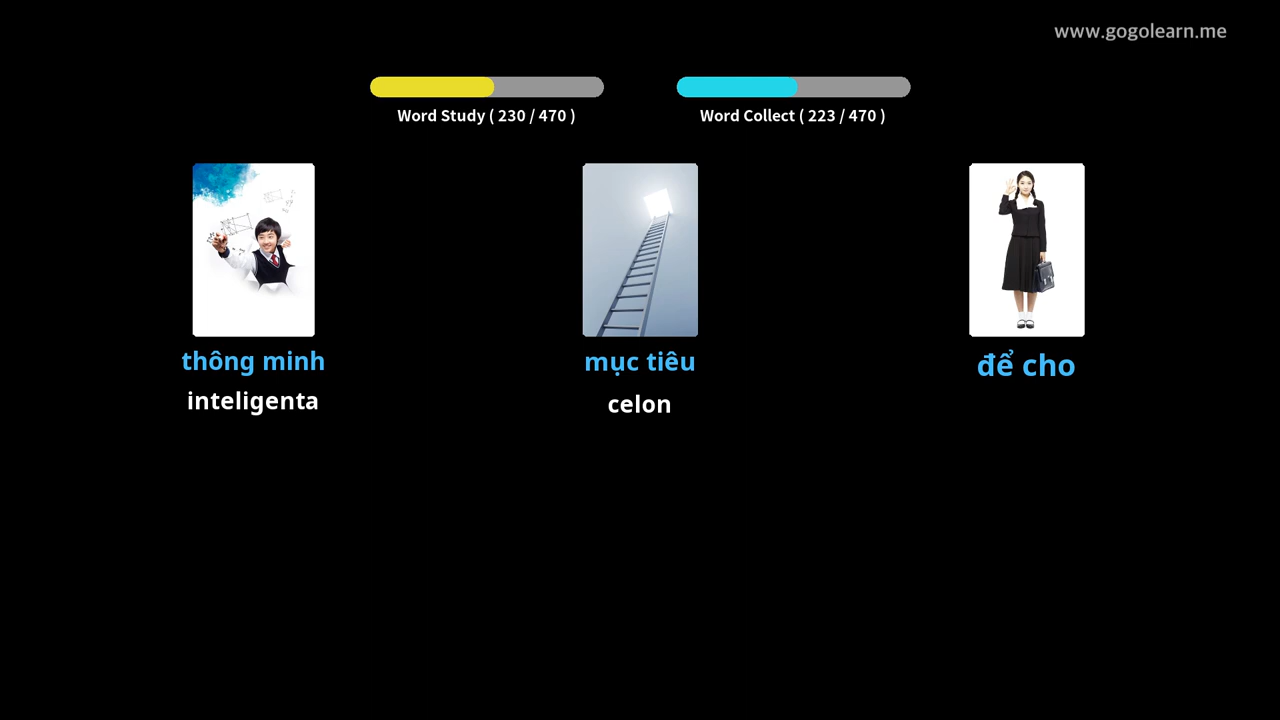 www.gogolearn.me
Word Study ( 230 / 470 )
Word Collect ( 223 / 470 )
thông minh
inteligenta
mục tiêu
celon
để cho